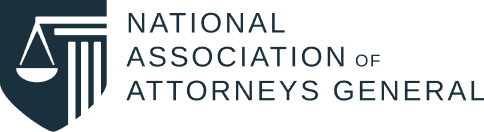 NATIONAL
ASSOCIATION OF
ATTORNEYS GENERAL